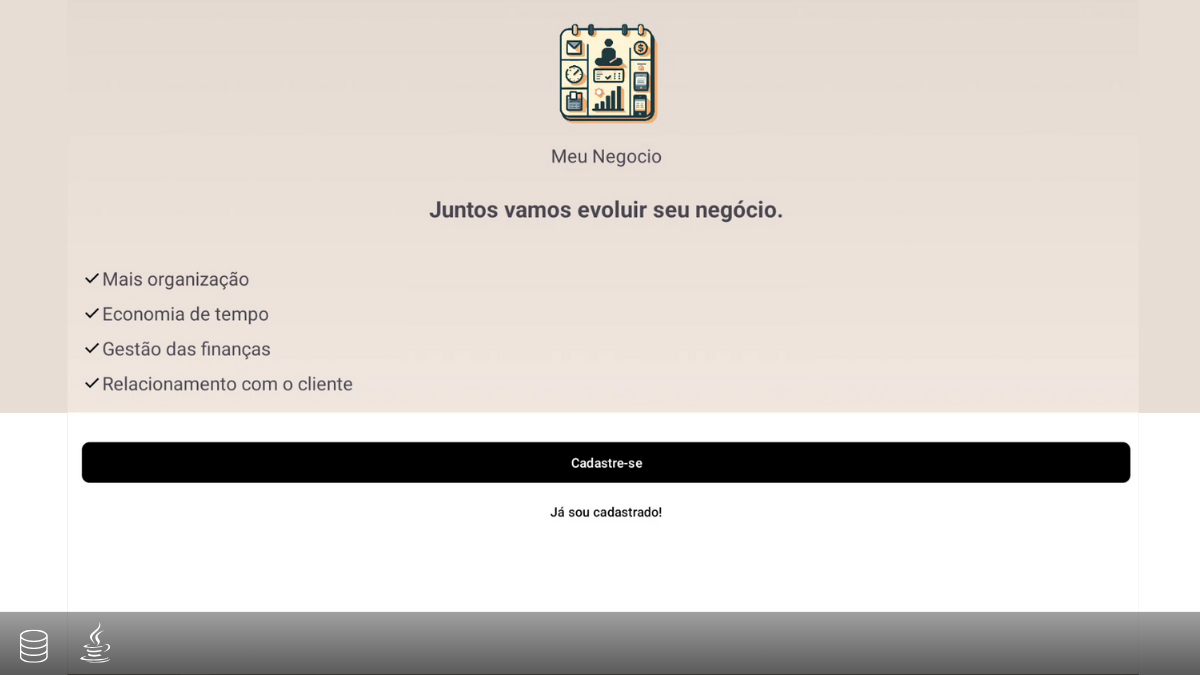 Meu Negocio
Juntos vamos evoluir seu negócio.
Mais organização
Economia de tempo
Gestão das finanças
Relacionamento com o cliente
Cadastre-se
Já sou cadastrado!